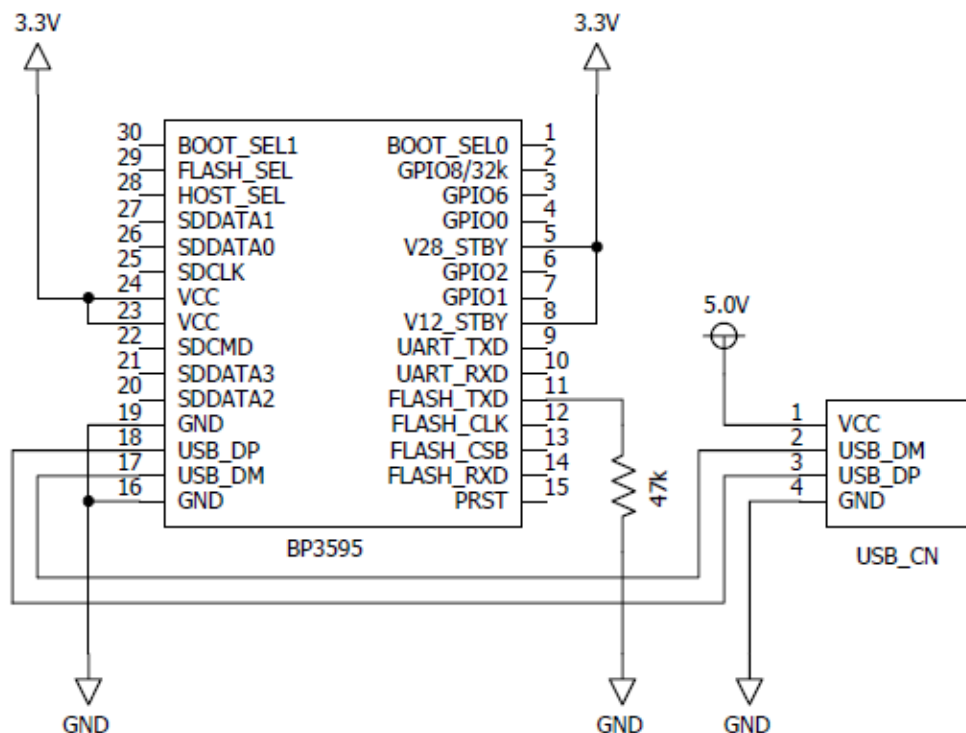 3.3V 3.3V
30 BOOT_SEL1 BOOT_SEL0 1
29 FLASH_SEL GPIO8/32k 2
28 HOST_SEL GPIO6 3
27 SDDATA1 GPIO0 4
26 SDDATA0 V28_STBY 5
25 SDCLK GPIO2 6
24 VCC GPIO1 7
23 VCC V12_STBY 8
22 SDCMD UART_TXD 9
21 SDDATA3 UART_RXD 10
20 SDDATA2 FLASH_TXD 11
19 GND FLASH_CLK 12
18 USB_DP FLASH_CSB 13
17 USB_DM FLASH_RXD 14
16 GND PRST 15
BP3595
47k
5.0V
1 VCC
2 USB_DM
3 USB_DP
4 GND
USB_CN
GND GND GND